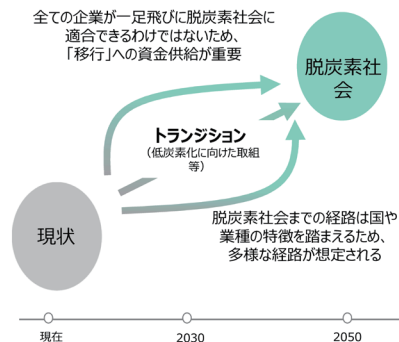 全ての企業が一足飛びに脱炭素社会に
適合できるわけではないため、
「移行」への資金供給が重要
脱炭素社
会
トランジション
（低炭素化に向けた取組
等）
現状
脱炭素社会までの経路は国や
業種の特徴を踏まえるため、
多様な経路が想定される
現在
2030
2050